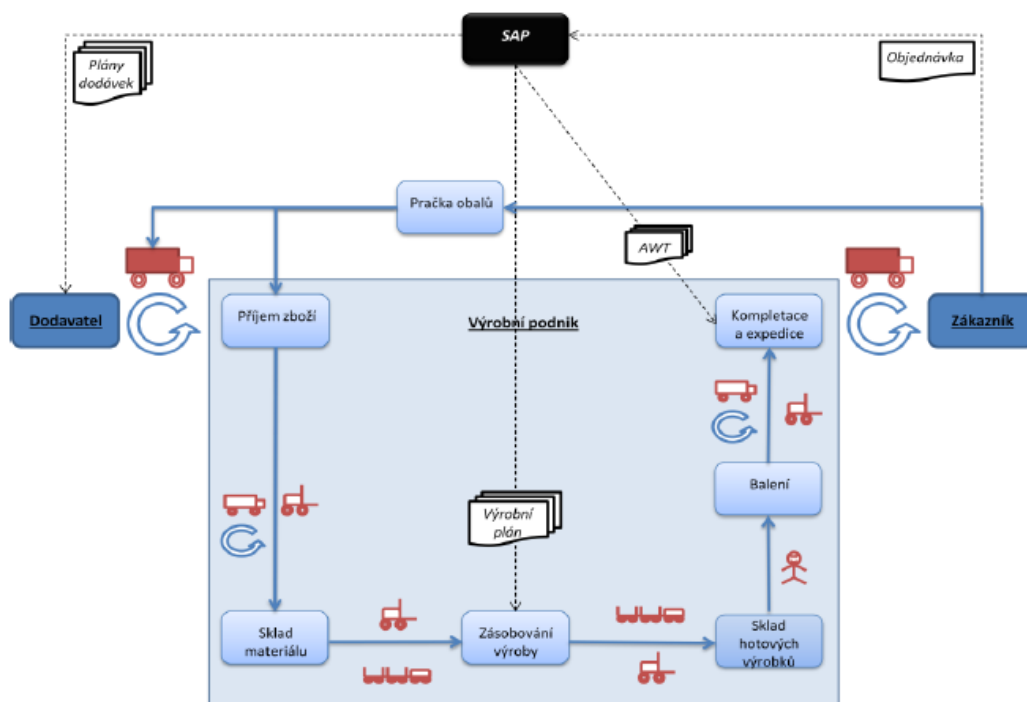 SAP
Plány
dodávek
Objednávka
Pračka obalů
AWT
Dodavatel
Příjem zboží
Výrobní podnik
Kompletace
a expedice
Zákazník
Balení
Výrobní
plán
Sklad
materiálu
Zásobování
výroby
Sklad
hotových
výrobků